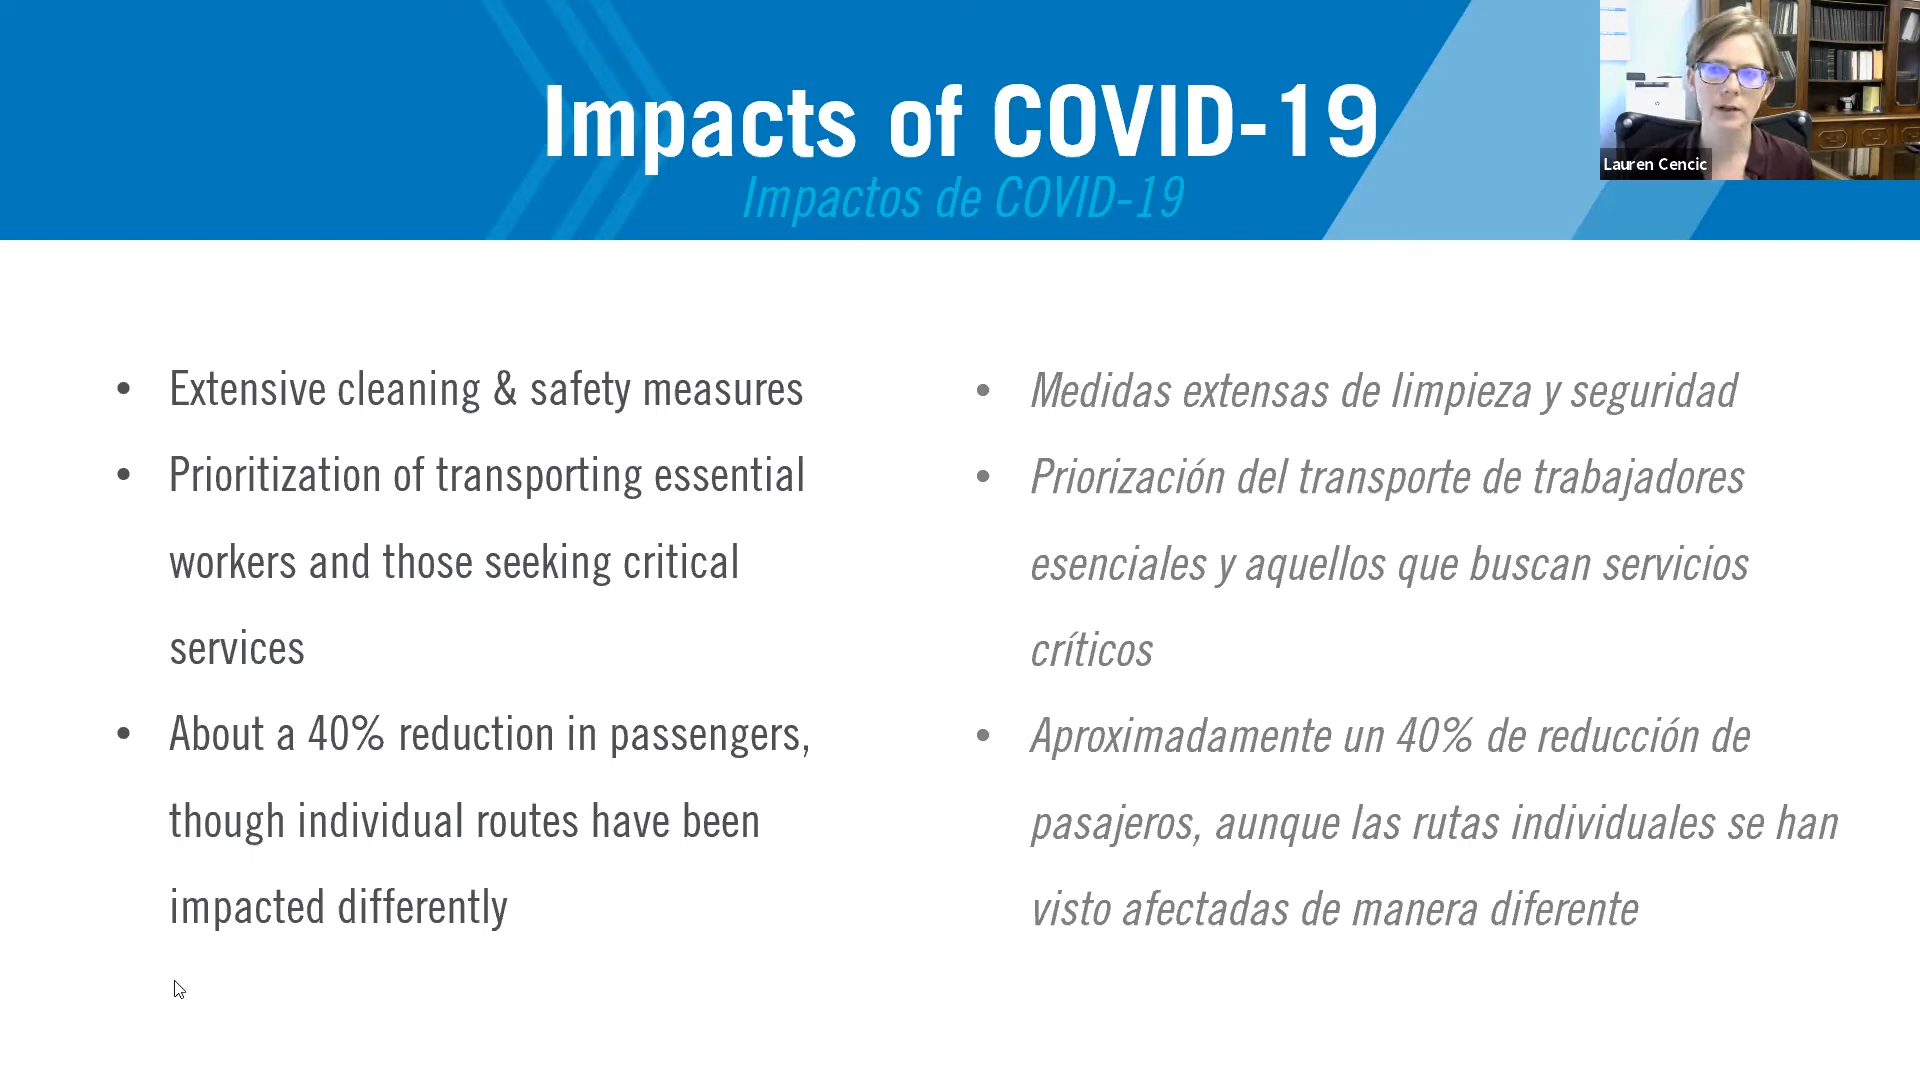 Impacts of COVID-19
Impactos de COVID-19
Lauren Cencic
• Extensive cleaning & safety measures
• Prioritization of transporting essential
workers and those seeking critical
services
• About a 40% reduction in passengers,
though individual routes have been
impacted differently
• Medidas extensas de limpieza y seguridad
• Priorización del transporte de trabajadores
esenciales y aquellos que buscan servicios
críticos
• Aproximadamente un 40% de reducción de
pasajeros, aunque las rutas individuales se han
visto afectadas de manera diferente